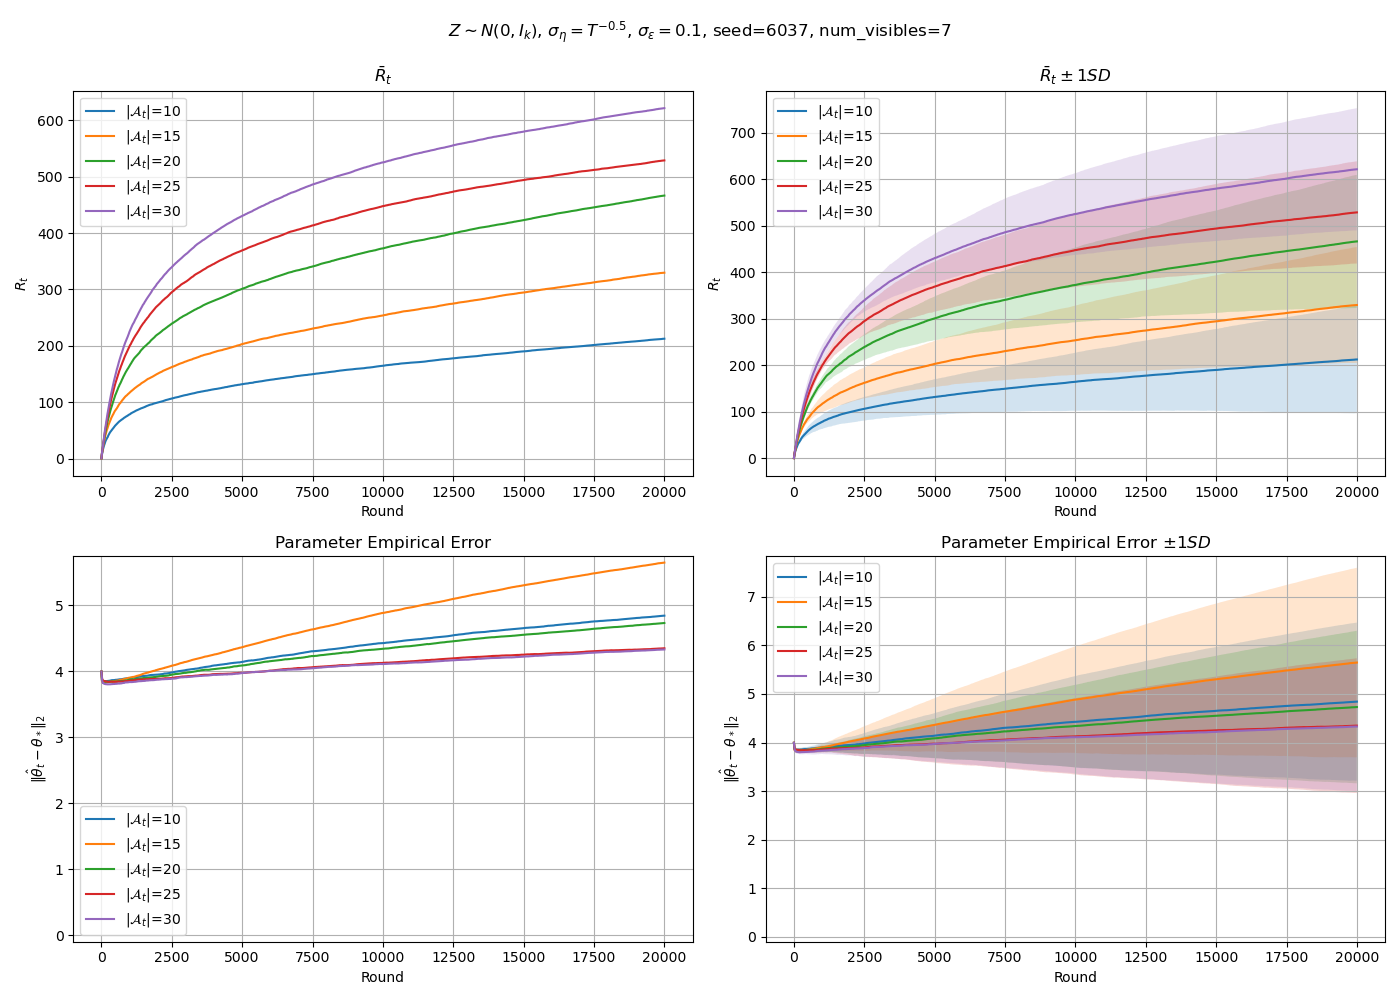 Z ∼ N(0, I_k), σ_η = T^{−0.5}, σ_ε = 0.1, seed=6037, num_visibles=7
R̄_t
R_t
600
500
400
300
200
100
0
|𝒜_t|=10
|𝒜_t|=15
|𝒜_t|=20
|𝒜_t|=25
|𝒜_t|=30
0 2500 5000 7500 10000 12500 15000 17500 20000
Round
R̄_t ± 1SD
R_t
700
600
500
400
300
200
100
0
|𝒜_t|=10
|𝒜_t|=15
|𝒜_t|=20
|𝒜_t|=25
|𝒜_t|=30
0 2500 5000 7500 10000 12500 15000 17500 20000
Round
Parameter Empirical Error
‖θ̂_t − θ_*‖_2
5
4
3
2
1
0
|𝒜_t|=10
|𝒜_t|=15
|𝒜_t|=20
|𝒜_t|=25
|𝒜_t|=30
0 2500 5000 7500 10000 12500 15000 17500 20000
Round
Parameter Empirical Error ±1SD
‖θ̂_t − θ_*‖_2
7
6
5
4
3
2
1
0
|𝒜_t|=10
|𝒜_t|=15
|𝒜_t|=20
|𝒜_t|=25
|𝒜_t|=30
0 2500 5000 7500 10000 12500 15000 17500 20000
Round